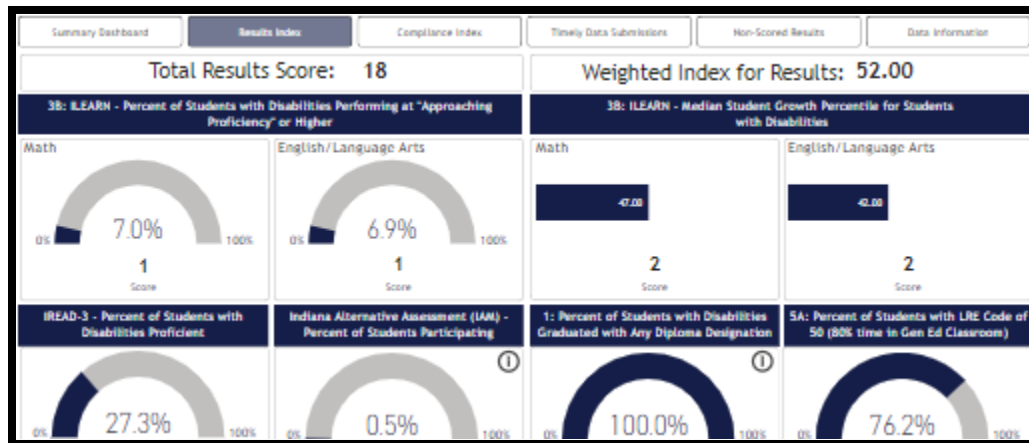 Summary Dashboard
Results Index
Compliance Index
Timely Data Submissions
Non-Scored Results
Data Information
Total Results Score: 18
Weighted Index for Results: 52.00
3B: ILEARN - Percent of Students with Disabilities Performing at "Approaching
Proficiency" or Higher
3B: ILEARN - Median Student Growth Percentile for Students
with Disabilities
Math
0%
7.0%
100%
1
Score
English/Language Arts
0%
6.9%
100%
1
Score
Math
47.00
2
Score
English/Language Arts
42.00
2
Score
IREAD-3 - Percent of Students with
Disabilities Proficient
0%
27.3%
100%
Indiana Alternative Assessment (IAM) -
Percent of Students Participating
0%
0.5%
100%
1: Percent of Students with Disabilities
Graduated with Any Diploma Designation
0%
100.0%
100%
5A: Percent of Students with LRE Code of
50 (80% time in Gen Ed Classroom)
0%
76.2%
100%